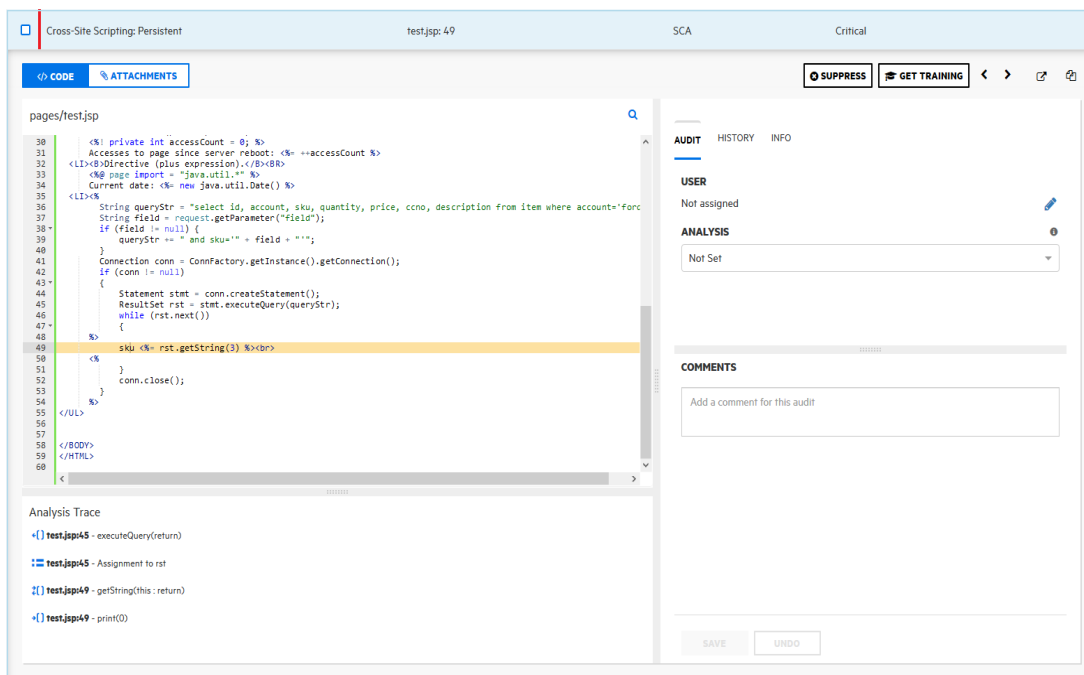 Cross-Site Scripting: Persistent test.jsp: 49 SCA Critical
</> CODE ATTACHMENTS SUPPRESS GET TRAINING
pages/test.jsp
30 <%! private int accessCount = 0; %>
31 Accesses to page since server reboot: <%= ++accessCount %>
32 <LI><B>Directive (plus expression).</B><BR>
33 <%@ page import = "java.util.*" %>
34 Current date: <%= new java.util.Date() %>
35 <LI><%
36 String queryStr = "select id, account, sku, quantity, price, ccno, description from item where account='forc
37 String field = request.getParameter("field");
38 if (field != null) {
39 queryStr += " and sku='" + field + "'";
40 }
41 Connection conn = ConnFactory.getInstance().getConnection();
42 if (conn != null)
43 {
44 Statement stmt = conn.createStatement();
45 ResultSet rst = stmt.executeQuery(queryStr);
46 while (rst.next())
47 {
48 %>
49 sku <%= rst.getString(3) %><br>
50 <%
51 }
52 conn.close();
53 }
54 %>
55 </UL>
56
57
58 </BODY>
59 </HTML>
60
Analysis Trace
test.jsp:45 - executeQuery(return)
test.jsp:45 - Assignment to rst
test.jsp:49 - getString(this : return)
test.jsp:49 - print(0)
AUDIT HISTORY INFO
USER
Not assigned
ANALYSIS
Not Set
COMMENTS
Add a comment for this audit
SAVE UNDO